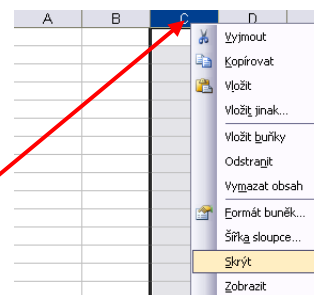 A B C D
Vyjmout
Kopírovat
Vložit
Vložit jinak...
Vložit buňky
Odstranit
Vymazat obsah
Formát buněk...
Šířka sloupce...
Skrýt
Zobrazit